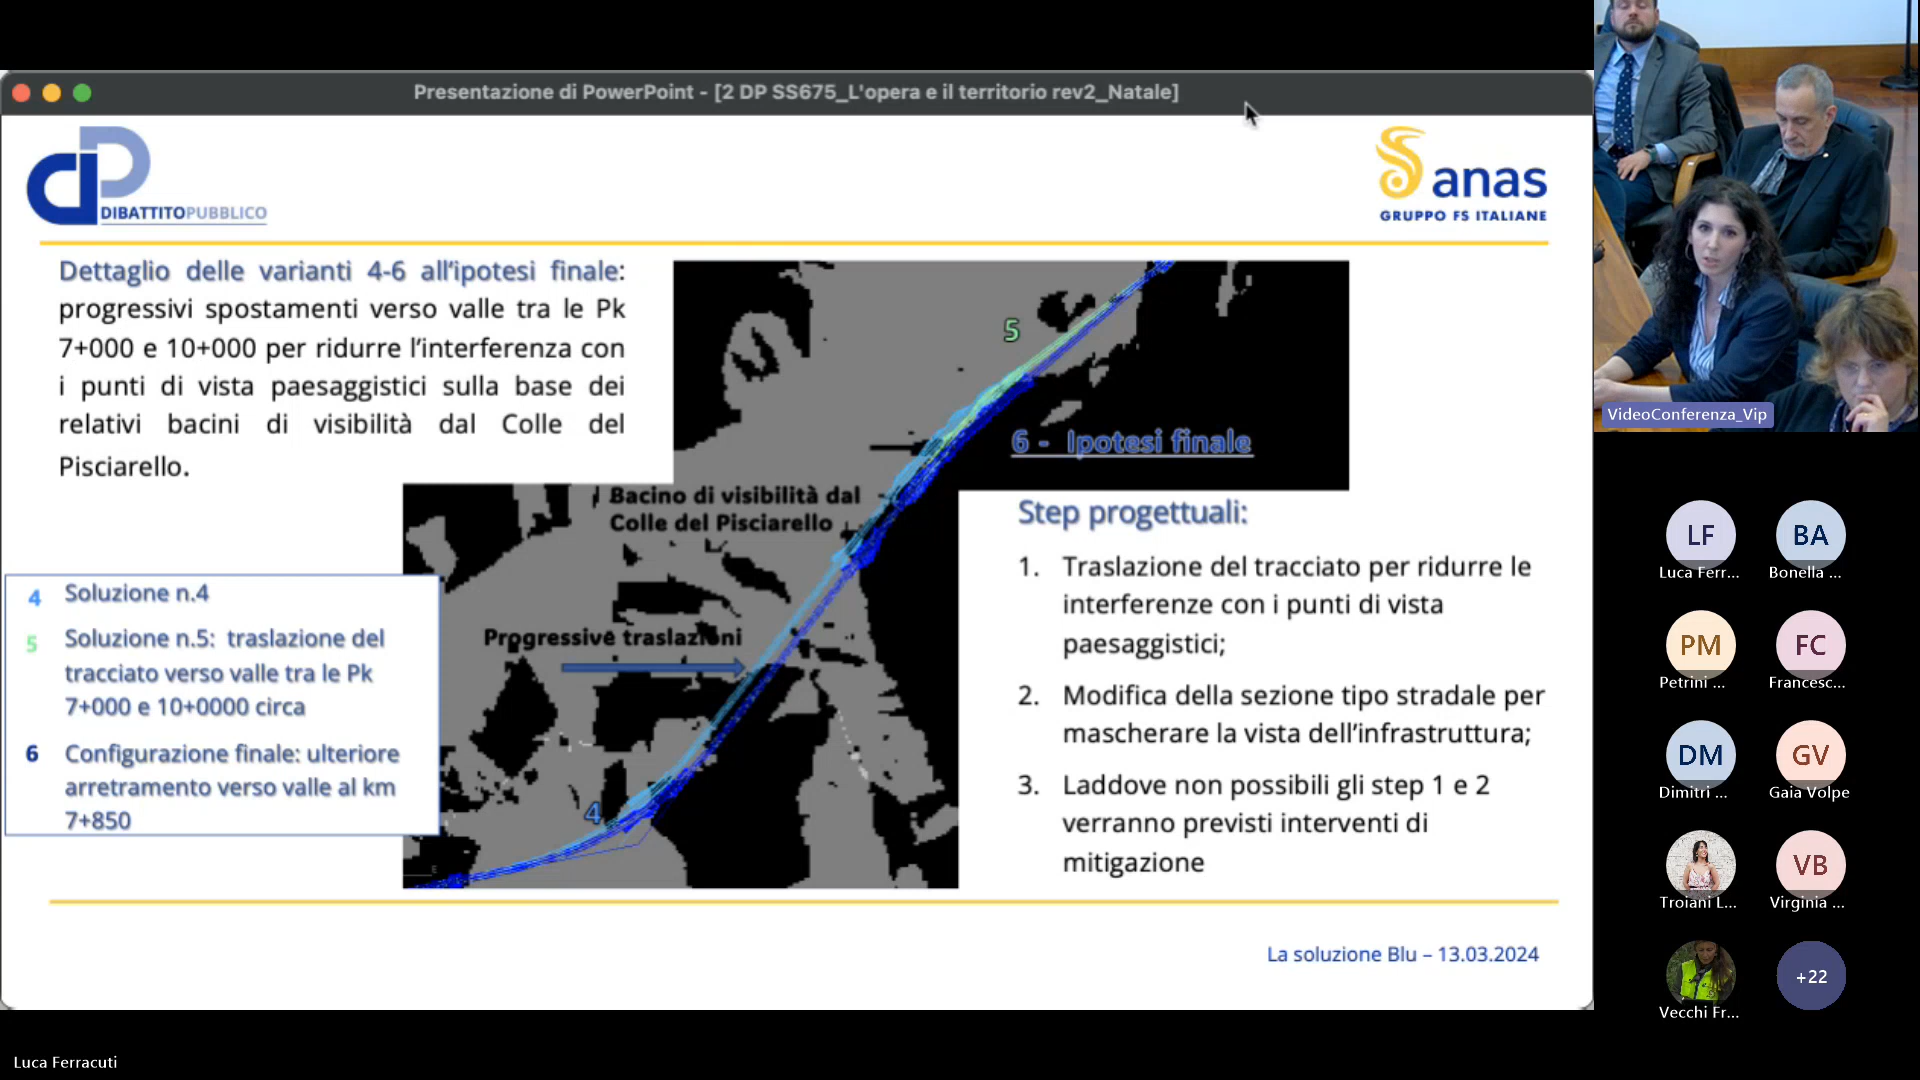 Presentazione di PowerPoint - [2 DP SS675_L'opera e il territorio rev2_Natale]
DIBATTITOPUBBLICO
anas
GRUPPO FS ITALIANE
Dettaglio delle varianti 4-6 all'ipotesi finale:
progressivi spostamenti verso valle tra le Pk
7+000 e 10+000 per ridurre l'interferenza con
i punti di vista paesaggistici sulla base dei
relativi bacini di visibilità dal Colle del
Pisciarello.
5
6 - Ipotesi finale
Bacino di visibilità dal
Colle del Pisciarello
Progressive traslazioni
4
4 Soluzione n.4
5 Soluzione n.5: traslazione del
tracciato verso valle tra le Pk
7+000 e 10+0000 circa
6 Configurazione finale: ulteriore
arretramento verso valle al km
7+850
Step progettuali:
1. Traslazione del tracciato per ridurre le
interferenze con i punti di vista
paesaggistici;
2. Modifica della sezione tipo stradale per
mascherare la vista dell'infrastruttura;
3. Laddove non possibili gli step 1 e 2
verranno previsti interventi di
mitigazione
La soluzione Blu – 13.03.2024
VideoConferenza_Vip
LF
Luca Ferr...
BA
Bonella ...
PM
Petrini ...
FC
Francesc...
DM
Dimitri ...
GV
Gaia Volpe
Troiani L...
VB
Virginia ...
Vecchi Fr...
+22
Luca Ferracuti